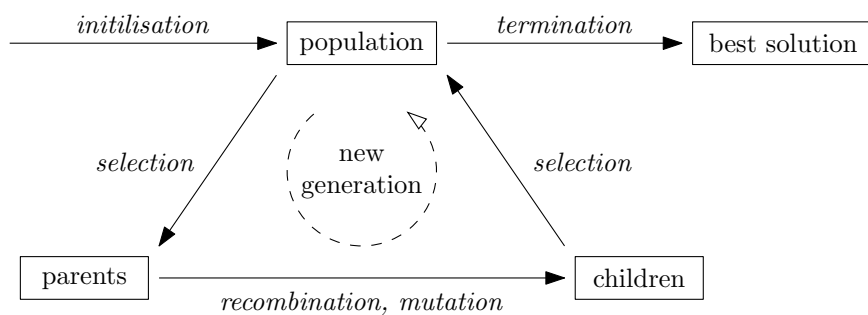 initilisation
population
termination
best solution
selection
new
generation
selection
parents
recombination, mutation
children